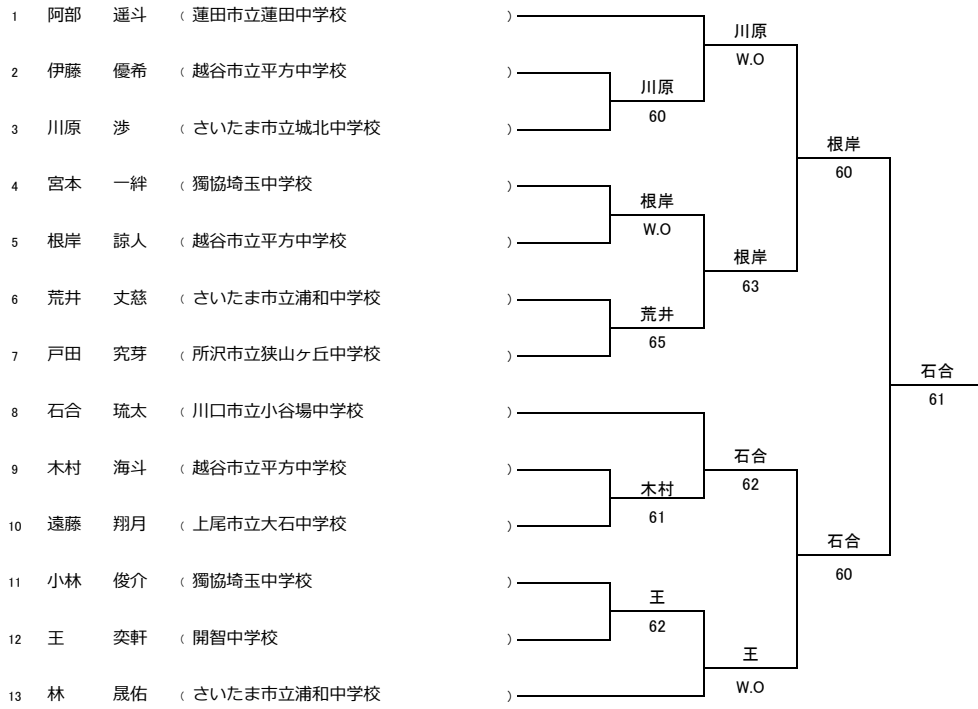 1 阿部 遥斗 ( 蓮田市立蓮田中学校 )
川原
W.O
2 伊藤 優希 ( 越谷市立平方中学校 )
川原
60
3 川原 渉 ( さいたま市立城北中学校 )
根岸
60
4 宮本 一絆 ( 獨協埼玉中学校 )
根岸
W.O
5 根岸 諒人 ( 越谷市立平方中学校 )
根岸
63
6 荒井 丈慈 ( さいたま市立浦和中学校 )
荒井
65
7 戸田 究芽 ( 所沢市立狭山ヶ丘中学校 )
石合
61
8 石合 琉太 ( 川口市立小谷場中学校 )
石合
62
9 木村 海斗 ( 越谷市立平方中学校 )
木村
61
10 遠藤 翔月 ( 上尾市立大石中学校 )
石合
60
11 小林 俊介 ( 獨協埼玉中学校 )
王
62
12 王 奕軒 ( 開智中学校 )
王
W.O
13 林 晟佑 ( さいたま市立浦和中学校 )